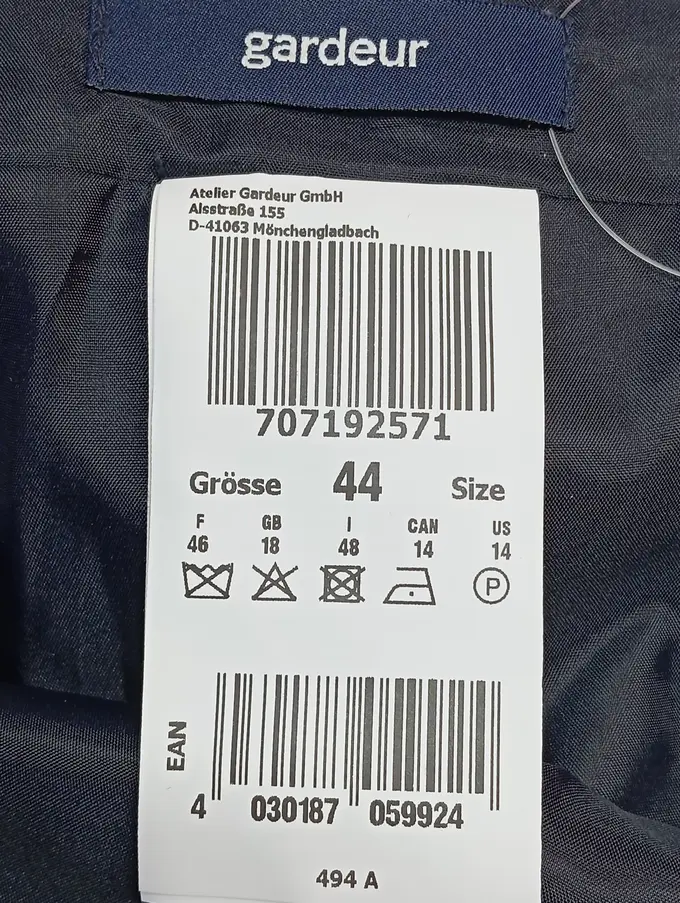 gardeur
Atelier Gardeur GmbH
Alsstraße 155
D-41063 Mönchengladbach
707192571
Grösse 44 Size
F GB I CAN US
46 18 48 14 14
P
EAN
4 030187 059924
494 A